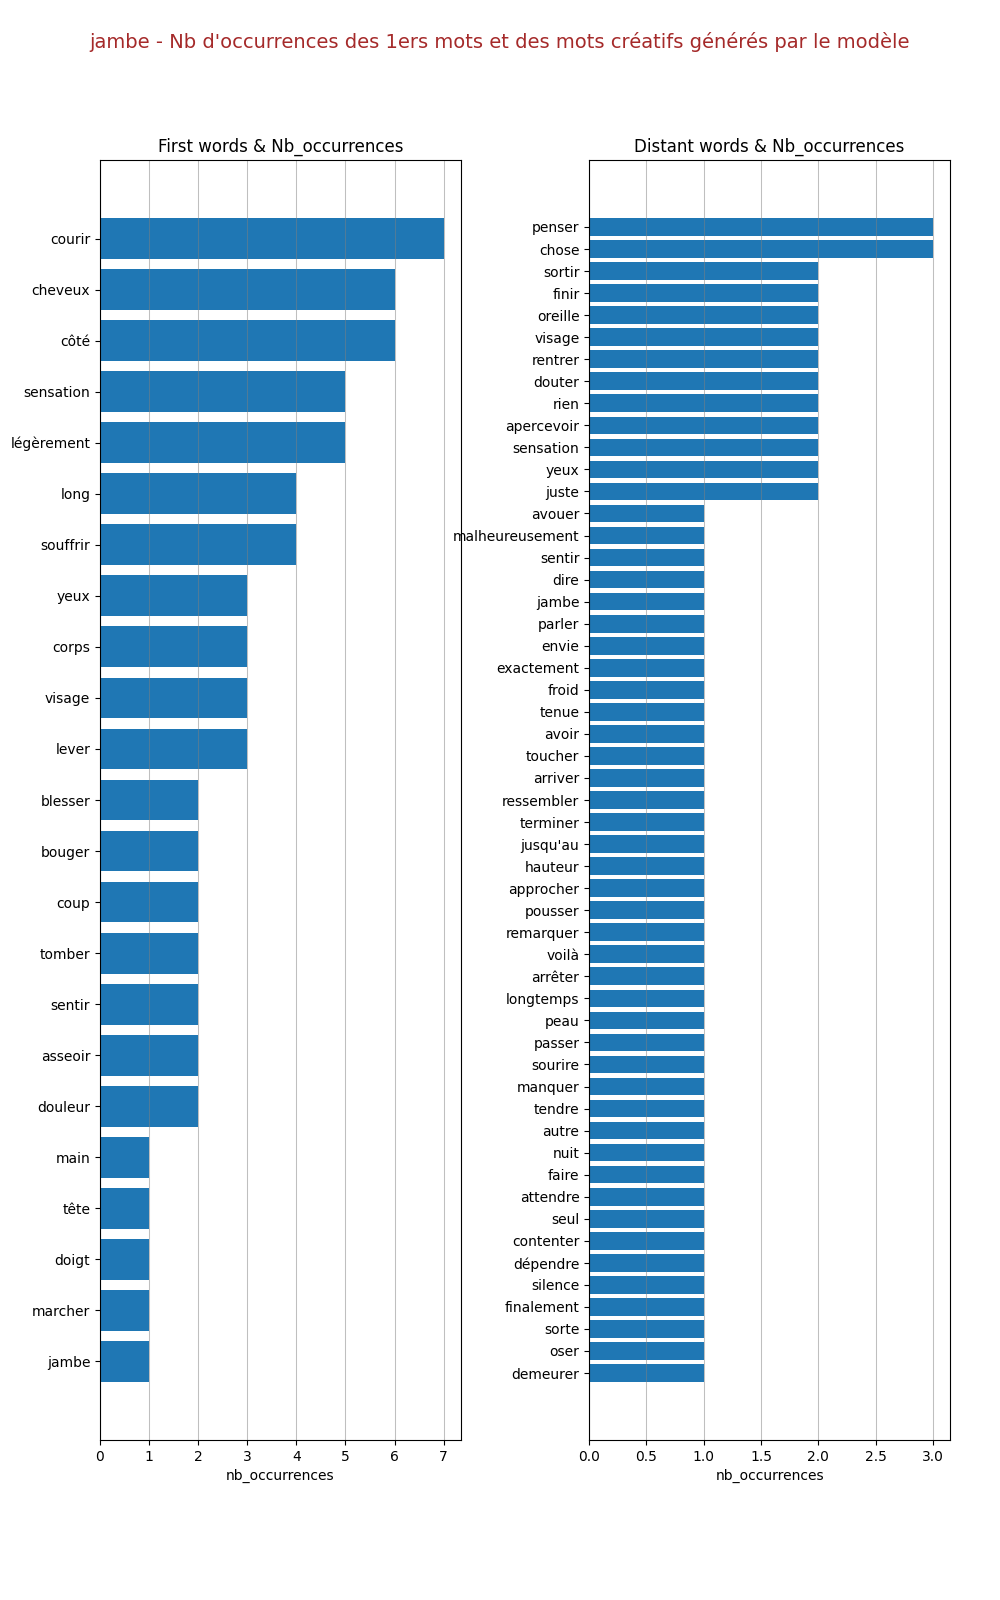 jambe - Nb d'occurrences des 1ers mots et des mots créatifs générés par le modèle
First words & Nb_occurrences
courir
cheveux
côté
sensation
légèrement
long
souffrir
yeux
corps
visage
lever
blesser
bouger
coup
tomber
sentir
asseoir
douleur
main
tête
doigt
marcher
jambe
0 1 2 3 4 5 6 7
nb_occurrences
Distant words & Nb_occurrences
penser
chose
sortir
finir
oreille
visage
rentrer
douter
rien
apercevoir
sensation
yeux
juste
avouer
malheureusement
sentir
dire
jambe
parler
envie
exactement
froid
tenue
avoir
toucher
arriver
ressembler
terminer
jusqu'au
hauteur
approcher
pousser
remarquer
voilà
arrêter
longtemps
peau
passer
sourire
manquer
tendre
autre
nuit
faire
attendre
seul
contenter
dépendre
silence
finalement
sorte
oser
demeurer
0.0 0.5 1.0 1.5 2.0 2.5 3.0
nb_occurrences